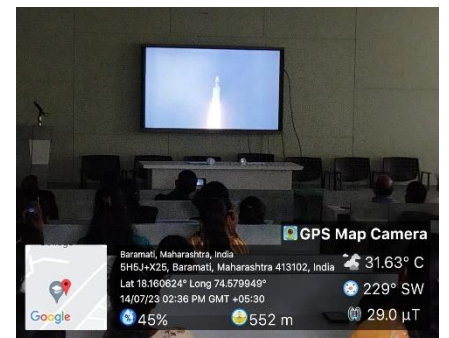 GPS Map Camera
Baramati, Maharashtra, India
5H5J+X25, Baramati, Maharashtra 413102, India
Lat 18.160624° Long 74.579949°
14/07/23 02:36 PM GMT +05:30
45%
552 m
31.63° C
229° SW
29.0 µT
Google